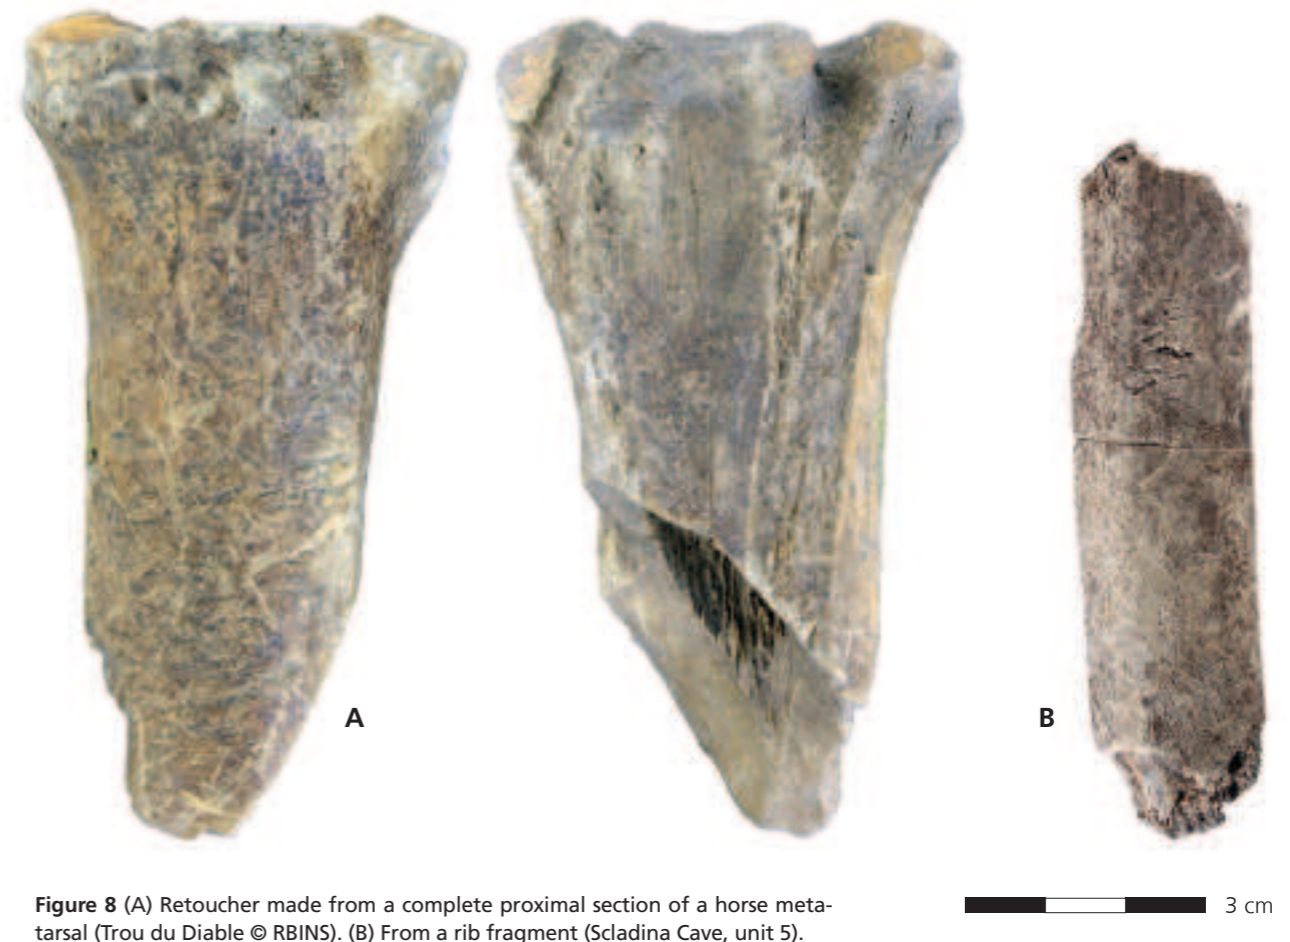 A
B
Figure 8 (A) Retoucher made from a complete proximal section of a horse meta-
tarsal (Trou du Diable © RBINS). (B) From a rib fragment (Scladina Cave, unit 5).
3 cm